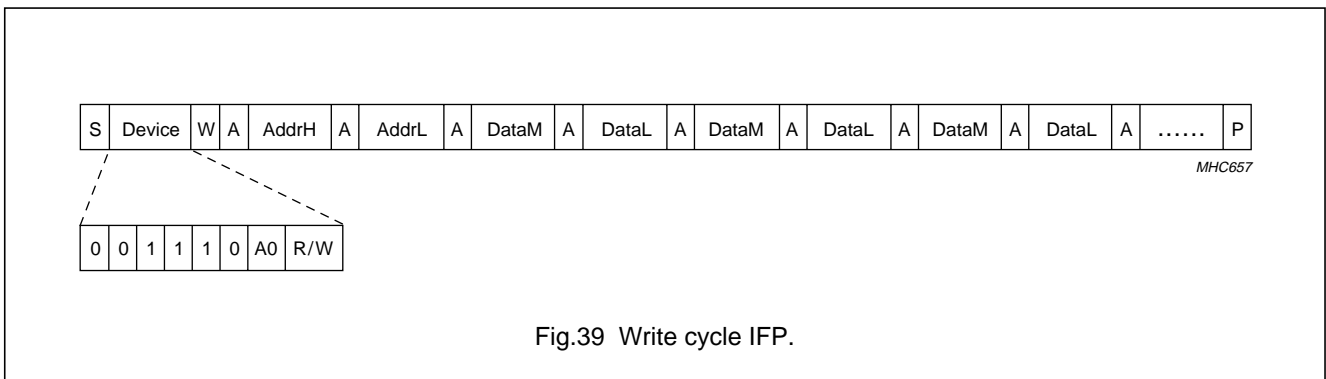 S Device W A AddrH A AddrL A DataM A DataL A DataM A DataL A DataM A DataL A ...... P
MHC657
0 0 1 1 1 0 A0 R/W
Fig.39 Write cycle IFP.